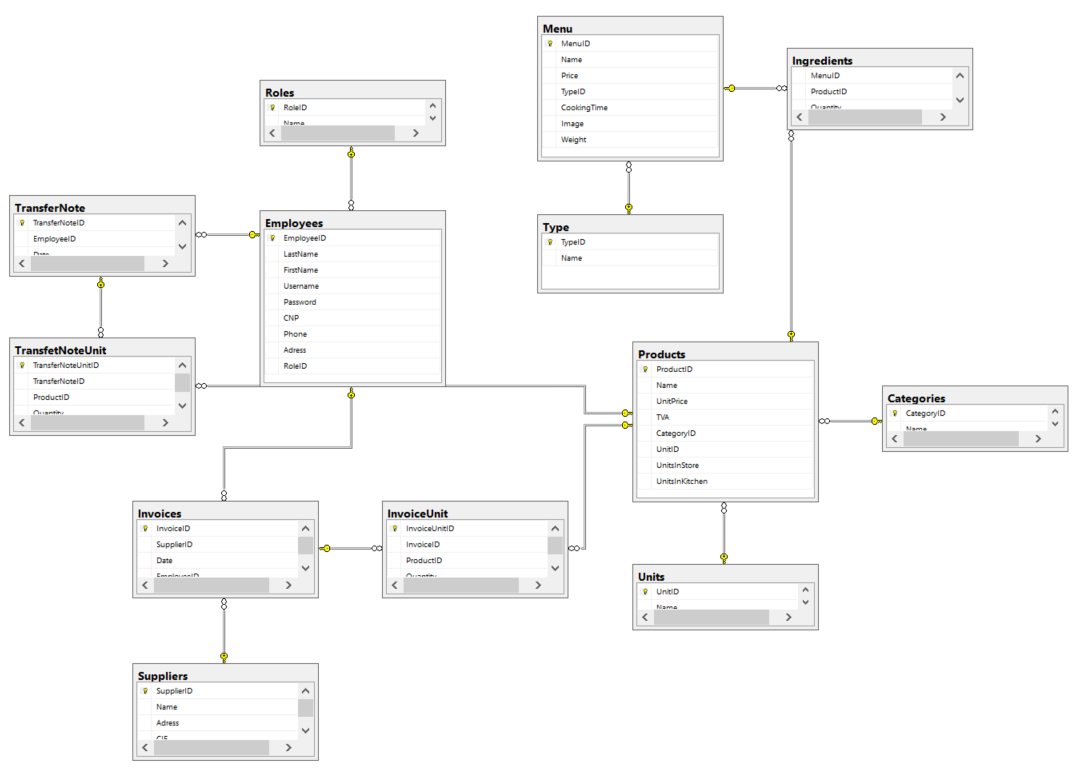 Menu
MenuID
Name
Price
TypeID
CookingTime
Image
Weight
Ingredients
MenuID
ProductID
Quantity
Roles
RoleID
Name
TransferNote
TransferNoteID
EmployeeID
Date
Employees
EmployeeID
LastName
FirstName
Username
Password
CNP
Phone
Adress
RoleID
Type
TypeID
Name
TransfetNoteUnit
TransferNoteUnitID
TransferNoteID
ProductID
Quantity
Products
ProductID
Name
UnitPrice
TVA
CategoryID
UnitID
UnitsInStore
UnitsInKitchen
Categories
CategoryID
Name
Invoices
InvoiceID
SupplierID
Date
EmployeeID
InvoiceUnit
InvoiceUnitID
InvoiceID
ProductID
Quantity
Units
UnitID
Name
Suppliers
SupplierID
Name
Adress
CIF